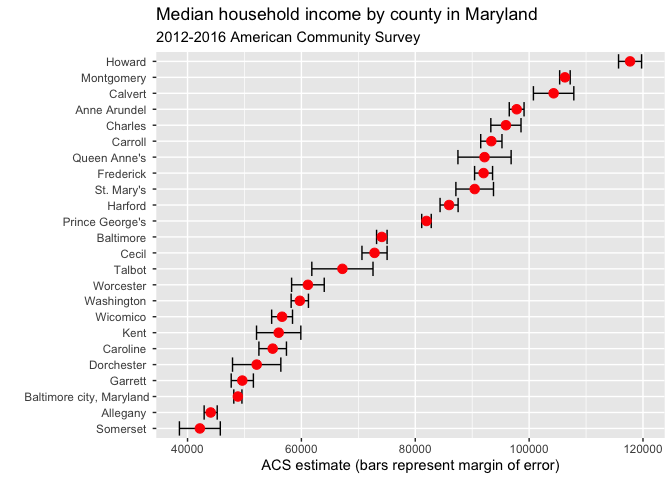 Median household income by county in Maryland
2012-2016 American Community Survey
Howard
Montgomery
Calvert
Anne Arundel
Charles
Carroll
Queen Anne's
Frederick
St. Mary's
Harford
Prince George's
Baltimore
Cecil
Talbot
Worcester
Washington
Wicomico
Kent
Caroline
Dorchester
Garrett
Baltimore city, Maryland
Allegany
Somerset
40000 60000 80000 100000 120000
ACS estimate (bars represent margin of error)